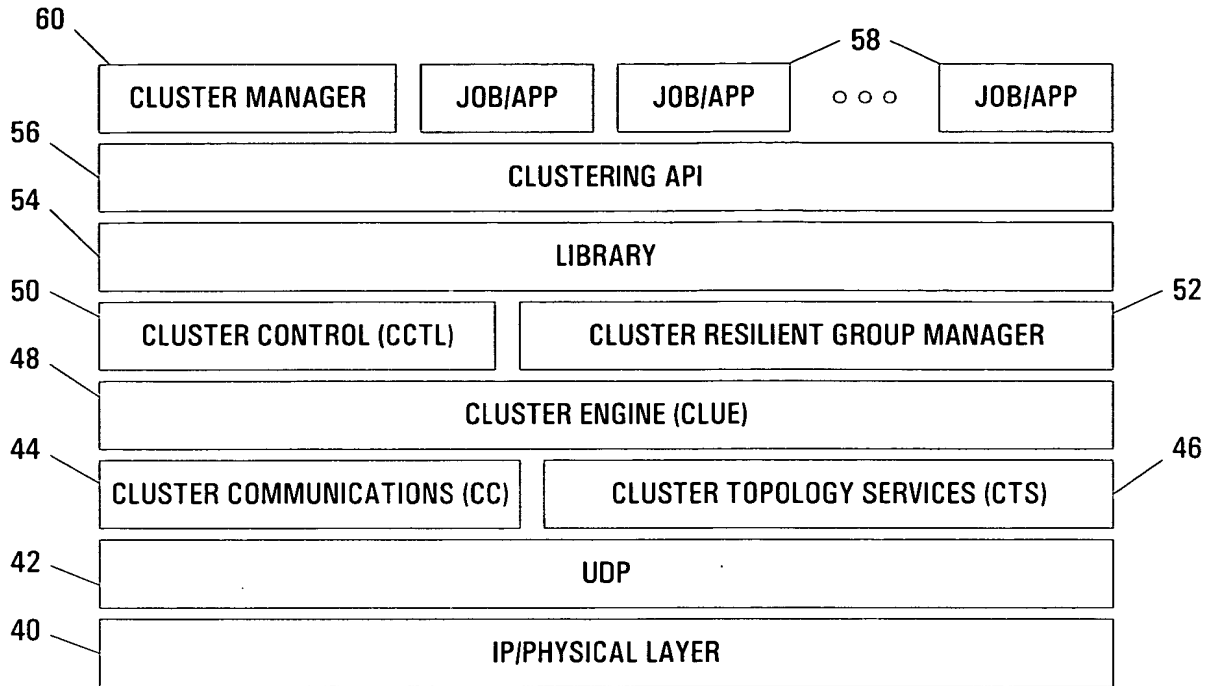 60
58
CLUSTER MANAGER
JOB/APP
JOB/APP
JOB/APP
56
CLUSTERING API
54
LIBRARY
50
52
CLUSTER CONTROL (CCTL)
CLUSTER RESILIENT GROUP MANAGER
48
CLUSTER ENGINE (CLUE)
44
46
CLUSTER COMMUNICATIONS (CC)
CLUSTER TOPOLOGY SERVICES (CTS)
42
UDP
40
IP/PHYSICAL LAYER